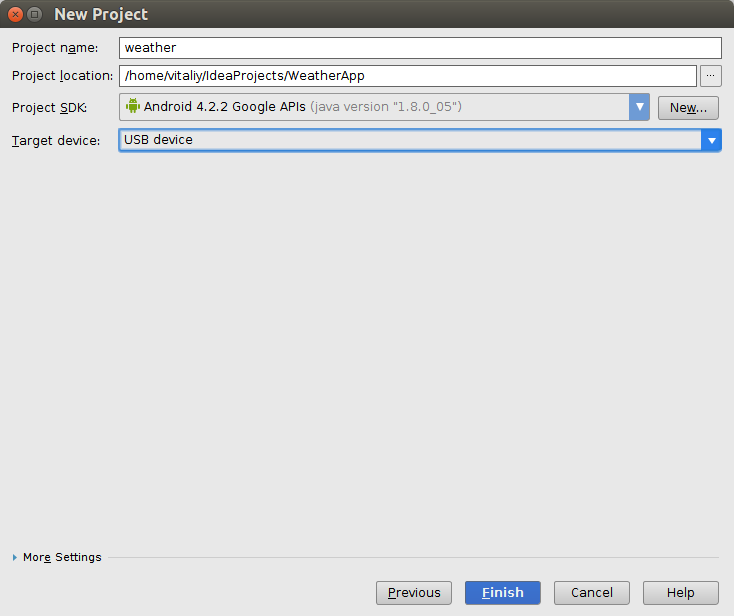 New Project
Project name: weather
Project location: /home/vitaliy/IdeaProjects/WeatherApp ...
Project SDK: Android 4.2.2 Google APIs (java version "1.8.0_05") New...
Target device: USB device
More Settings
Previous Finish Cancel Help